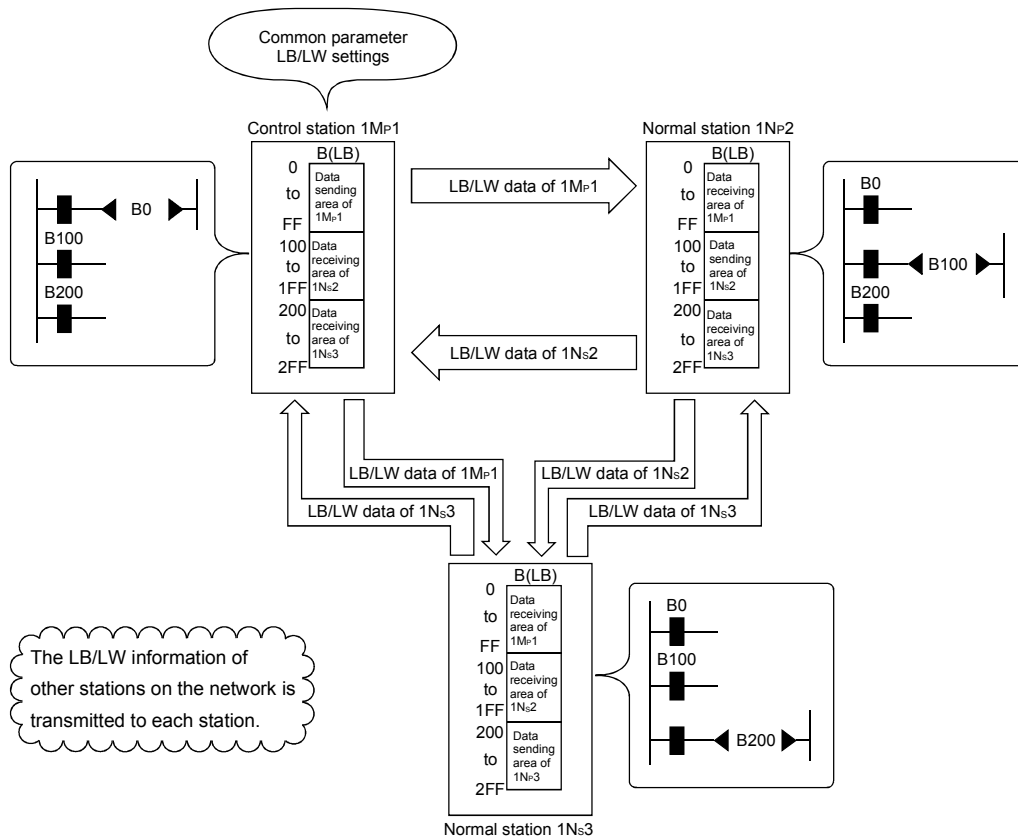 Common parameter
LB/LW settings
Control station 1MP1
B(LB)
0
to
FF
100
to
1FF
200
to
2FF
Data
sending
area of
1MP1
Data
receiving
area of
1NS2
Data
receiving
area of
1NS3
B0
B100
B200
LB/LW data of 1MP1
LB/LW data of 1NS2
Normal station 1NP2
B(LB)
0
to
FF
100
to
1FF
200
to
2FF
Data
receiving
area of
1MP1
Data
sending
area of
1NS2
Data
receiving
area of
1NS3
B0
B100
B200
LB/LW data of 1MP1
LB/LW data of 1NS3
LB/LW data of 1NS2
LB/LW data of 1NS3
B(LB)
0
to
FF
100
to
1FF
200
to
2FF
Data
receiving
area of
1MP1
Data
receiving
area of
1NS2
Data
sending
area of
1NP3
Normal station 1NS3
B0
B100
B200
The LB/LW information of
other stations on the network is
transmitted to each station.